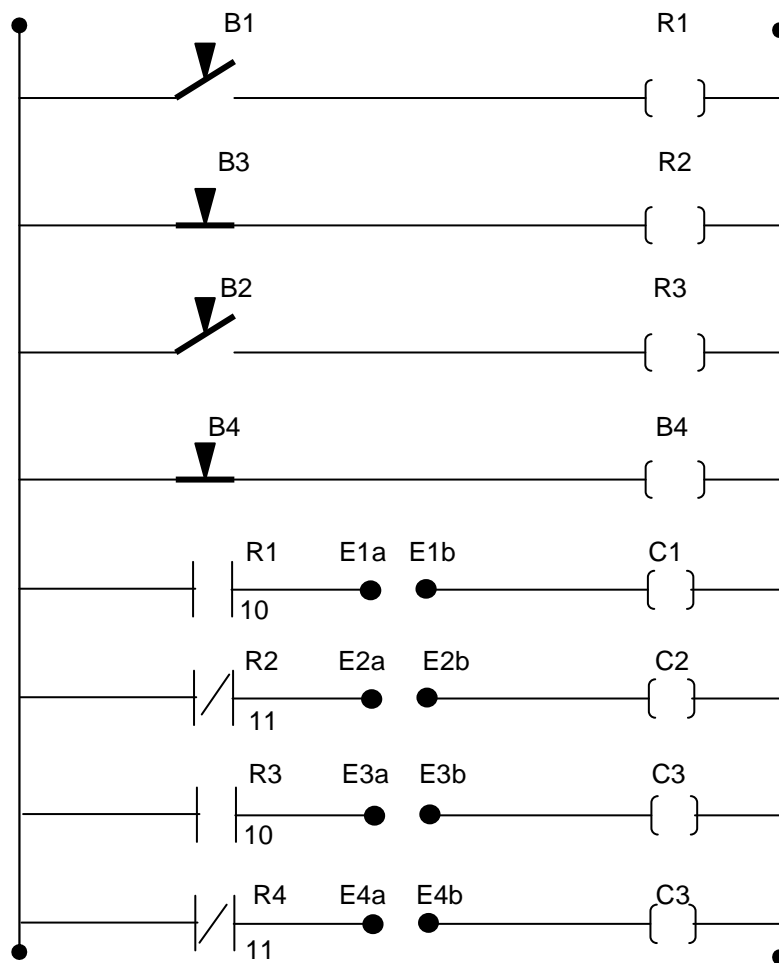 B1 R1
B3 R2
B2 R3
B4 B4
R1 E1a E1b C1
10
R2 E2a E2b C2
11
R3 E3a E3b C3
10
R4 E4a E4b C3
11